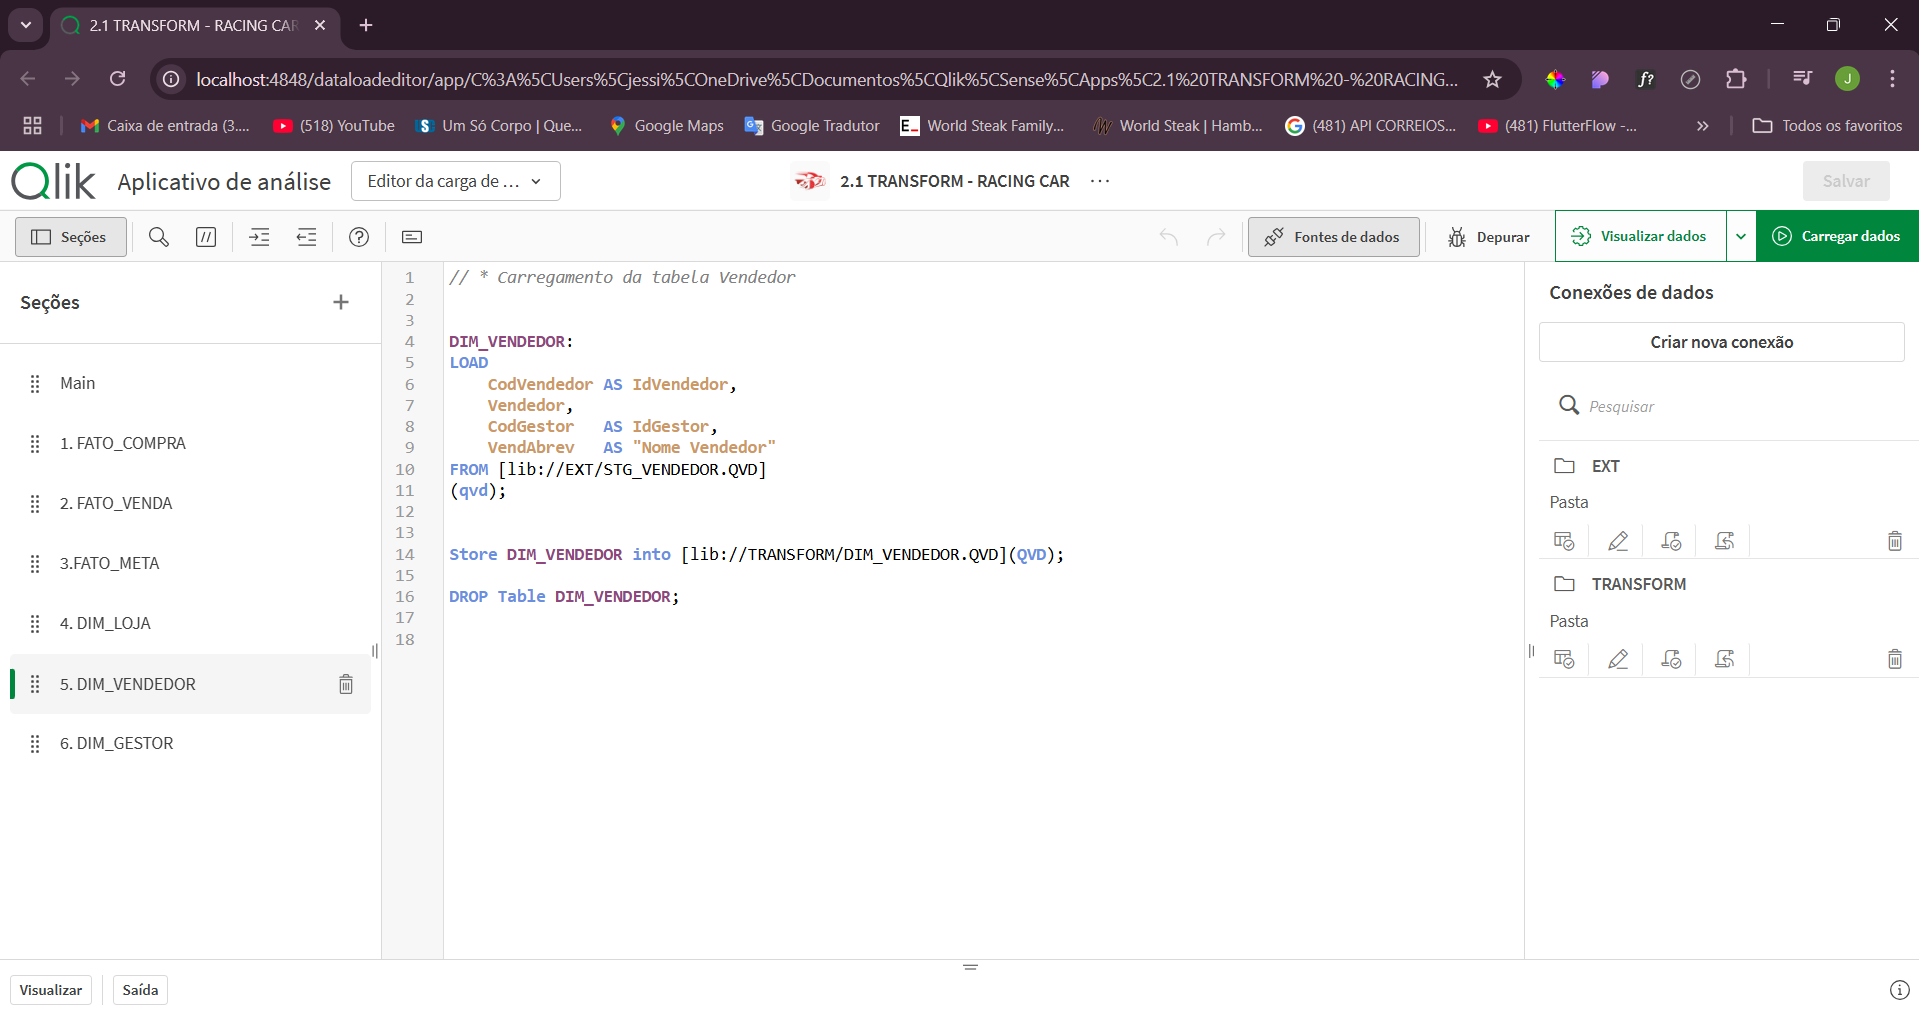 2.1 TRANSFORM - RACING CAR
localhost:4848/dataloadeditor/app/C%3A%5CUsers%5Cjessi%5COneDrive%5CDocumentos%5CQlik%5CSense%5CApps%5C2.1%20TRANSFORM%20-%20RACING...
f?
J
Caixa de entrada (3....
(518) YouTube
S Um Só Corpo | Que...
Google Maps
Google Tradutor
E_ World Steak Family,...
World Steak | Hamb...
(481) API CORREIOS...
(481) FlutterFlow -...
Todos os favoritos
Qlik
Aplicativo de análise
Editor da carga de ...
2.1 TRANSFORM - RACING CAR
Salvar
Seções
Fontes de dados
Depurar
Visualizar dados
Carregar dados
Seções
Main
1. FATO_COMPRA
2. FATO_VENDA
3.FATO_META
4. DIM_LOJA
5. DIM_VENDEDOR
6. DIM_GESTOR
1 // * Carregamento da tabela Vendedor
2
3
4 DIM_VENDEDOR:
5 LOAD
6 CodVendedor AS IdVendedor,
7 Vendedor,
8 CodGestor AS IdGestor,
9 VendAbrev AS "Nome Vendedor"
10 FROM [lib://EXT/STG_VENDEDOR.QVD]
11 (qvd);
12
13
14 Store DIM_VENDEDOR into [lib://TRANSFORM/DIM_VENDEDOR.QVD](QVD);
15
16 DROP Table DIM_VENDEDOR;
17
18
Conexões de dados
Criar nova conexão
Pesquisar
EXT
Pasta
TRANSFORM
Pasta
Visualizar
Saída